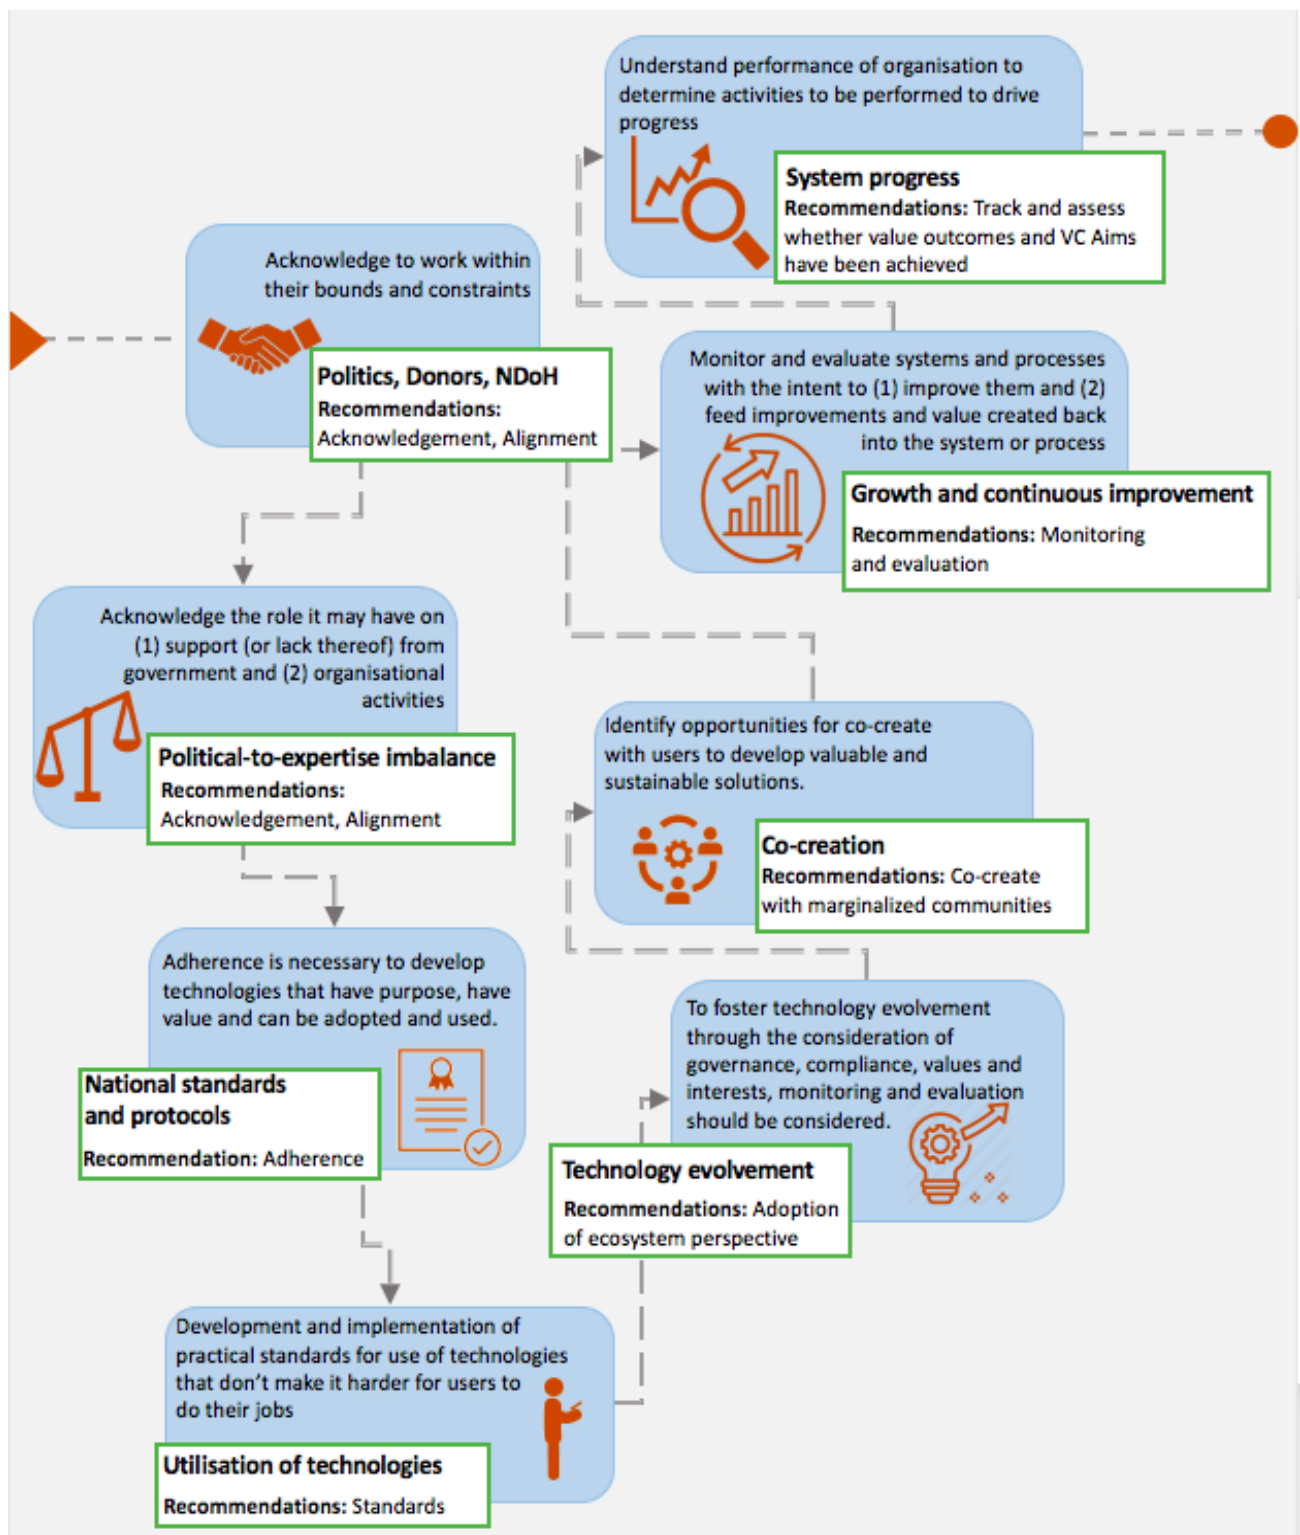 Understand performance of organisation to
determine activities to be performed to drive
progress
System progress
Recommendations: Track and assess
whether value outcomes and VC Aims
have been achieved
Acknowledge to work within
their bounds and constraints
Politics, Donors, NDoH
Recommendations:
Acknowledgement, Alignment
Monitor and evaluate systems and processes
with the intent to (1) improve them and (2)
feed improvements and value created back
into the system or process
Growth and continuous improvement
Recommendations: Monitoring
and evaluation
Acknowledge the role it may have on
(1) support (or lack thereof) from
government and (2) organisational
activities
Political-to-expertise imbalance
Recommendations:
Acknowledgement, Alignment
Identify opportunities for co-create
with users to develop valuable and
sustainable solutions.
Co-creation
Recommendations: Co-create
with marginalized communities
Adherence is necessary to develop
technologies that have purpose, have
value and can be adopted and used.
National standards
and protocols
Recommendation: Adherence
To foster technology evolvement
through the consideration of
governance, compliance, values and
interests, monitoring and evaluation
should be considered.
Technology evolvement
Recommendations: Adoption
of ecosystem perspective
Development and implementation of
practical standards for use of technologies
that don't make it harder for users to
do their jobs
Utilisation of technologies
Recommendations: Standards